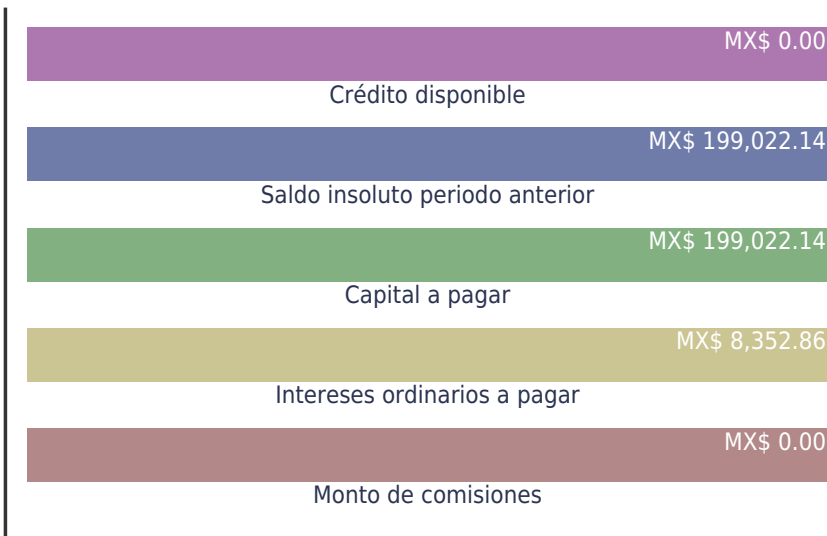 MX$ 0.00
Crédito disponible
MX$ 199,022.14
Saldo insoluto periodo anterior
MX$ 199,022.14
Capital a pagar
MX$ 8,352.86
Intereses ordinarios a pagar
MX$ 0.00
Monto de comisiones